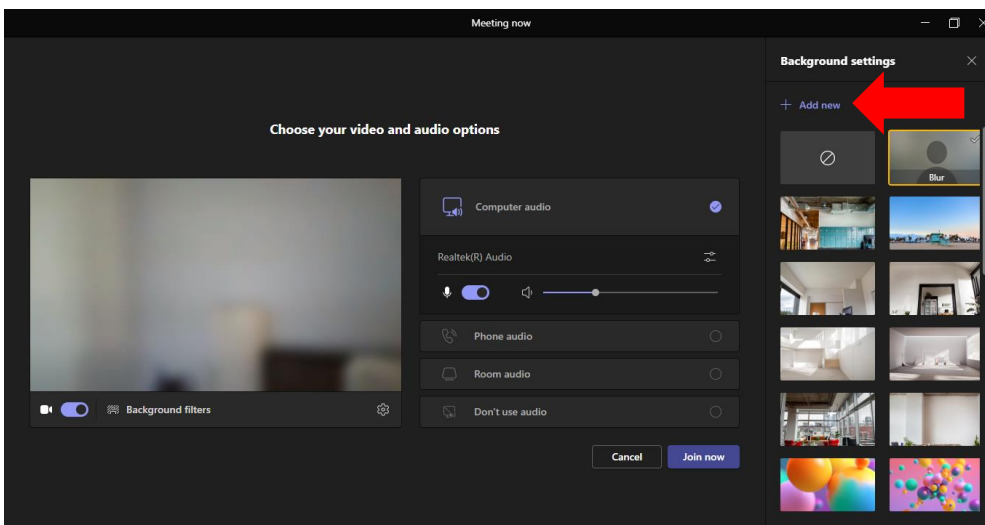 Meeting now
Background settings
+ Add new
Choose your video and audio options
Blur
Computer audio
Realtek(R) Audio
Phone audio
Room audio
Background filters
Don't use audio
Cancel
Join now